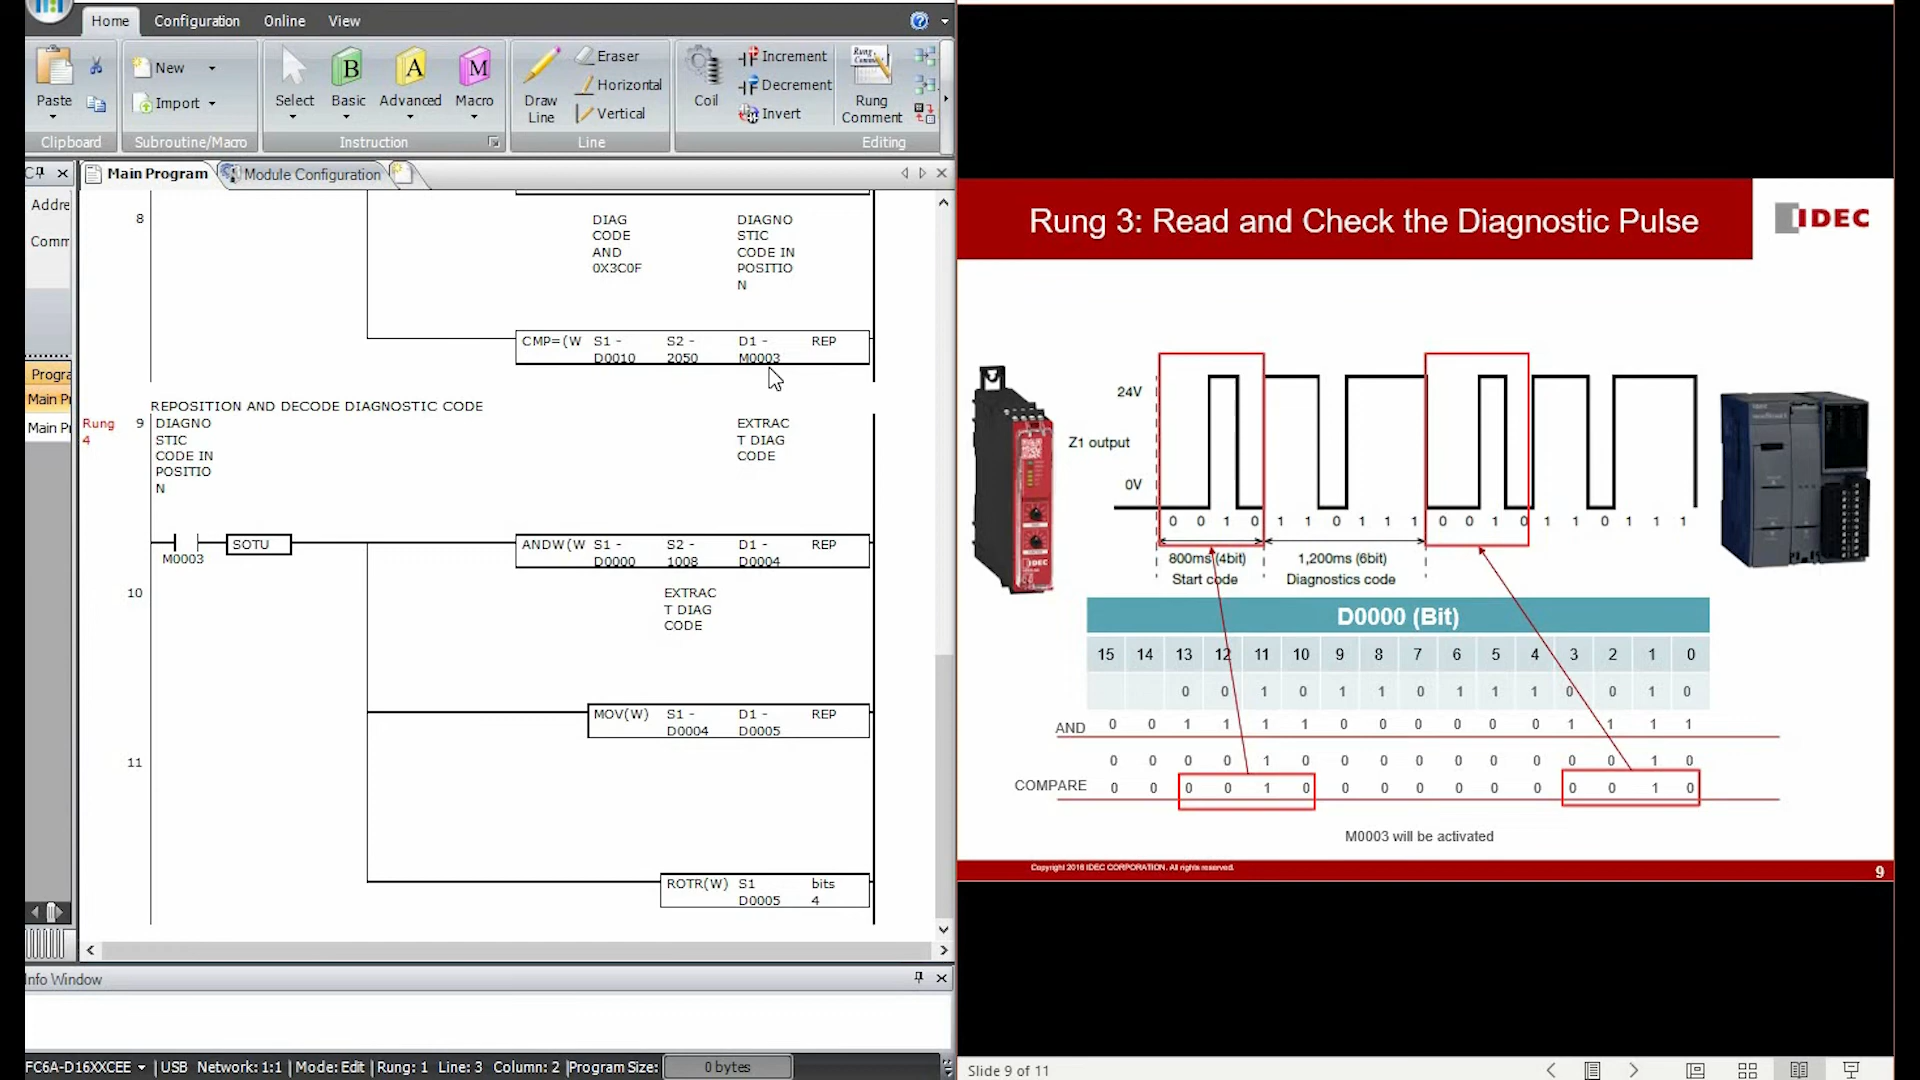 Home Configuration Online View
Paste
New
Import
Select
Basic
Advanced
Macro
B
A
M
Draw
Line
Eraser
Horizontal
Vertical
Coil
Increment
Decrement
Invert
Rung
Comment
Clipboard Subroutine/Macro Instruction Line Editing
Main Program
Module Configuration
Addre
Comm
Progra
Main Pr
Main Pr
8
DIAG
CODE
AND
0X3C0F
DIAGNO
STIC
CODE IN
POSITIO
N
CMP=(W S1 - S2 - D1 - REP
D0010 2050 M0003
REPOSITION AND DECODE DIAGNOSTIC CODE
Rung
4
9
DIAGNO
STIC
CODE IN
POSITIO
N
EXTRAC
T DIAG
CODE
M0003
SOTU
ANDW(W S1 - S2 - D1 - REP
D0000 1008 D0004
10
EXTRAC
T DIAG
CODE
MOV(W) S1 - D1 - REP
D0004 D0005
11
ROTR(W) S1 bits
D0005 4
Info Window
FC6A-D16XXCEE USB Network: 1:1 Mode: Edit Rung: 1 Line: 3 Column: 2 Program Size: 0 bytes
Rung 3: Read and Check the Diagnostic Pulse
IDEC
24V
Z1 output
0V
0 0 1 0 1 1 0 1 1 1 0 0 1 0 1 1 0 1 1 1
800ms (4bit)
Start code
1,200ms (6bit)
Diagnostics code
IDEC
D0000 (Bit)
15 14 13 12 11 10 9 8 7 6 5 4 3 2 1 0
0 0 1 0 1 1 0 1 1 1 0 0 1 0
AND 0 0 1 1 1 1 0 0 0 0 0 0 1 1 1 1
0 0 0 0 1 0 0 0 0 0 0 0 0 0 1 0
COMPARE 0 0 0 0 1 0 0 0 0 0 0 0 0 0 1 0
M0003 will be activated
Copyright 2016 IDEC CORPORATION. All rights reserved.
9
Slide 9 of 11